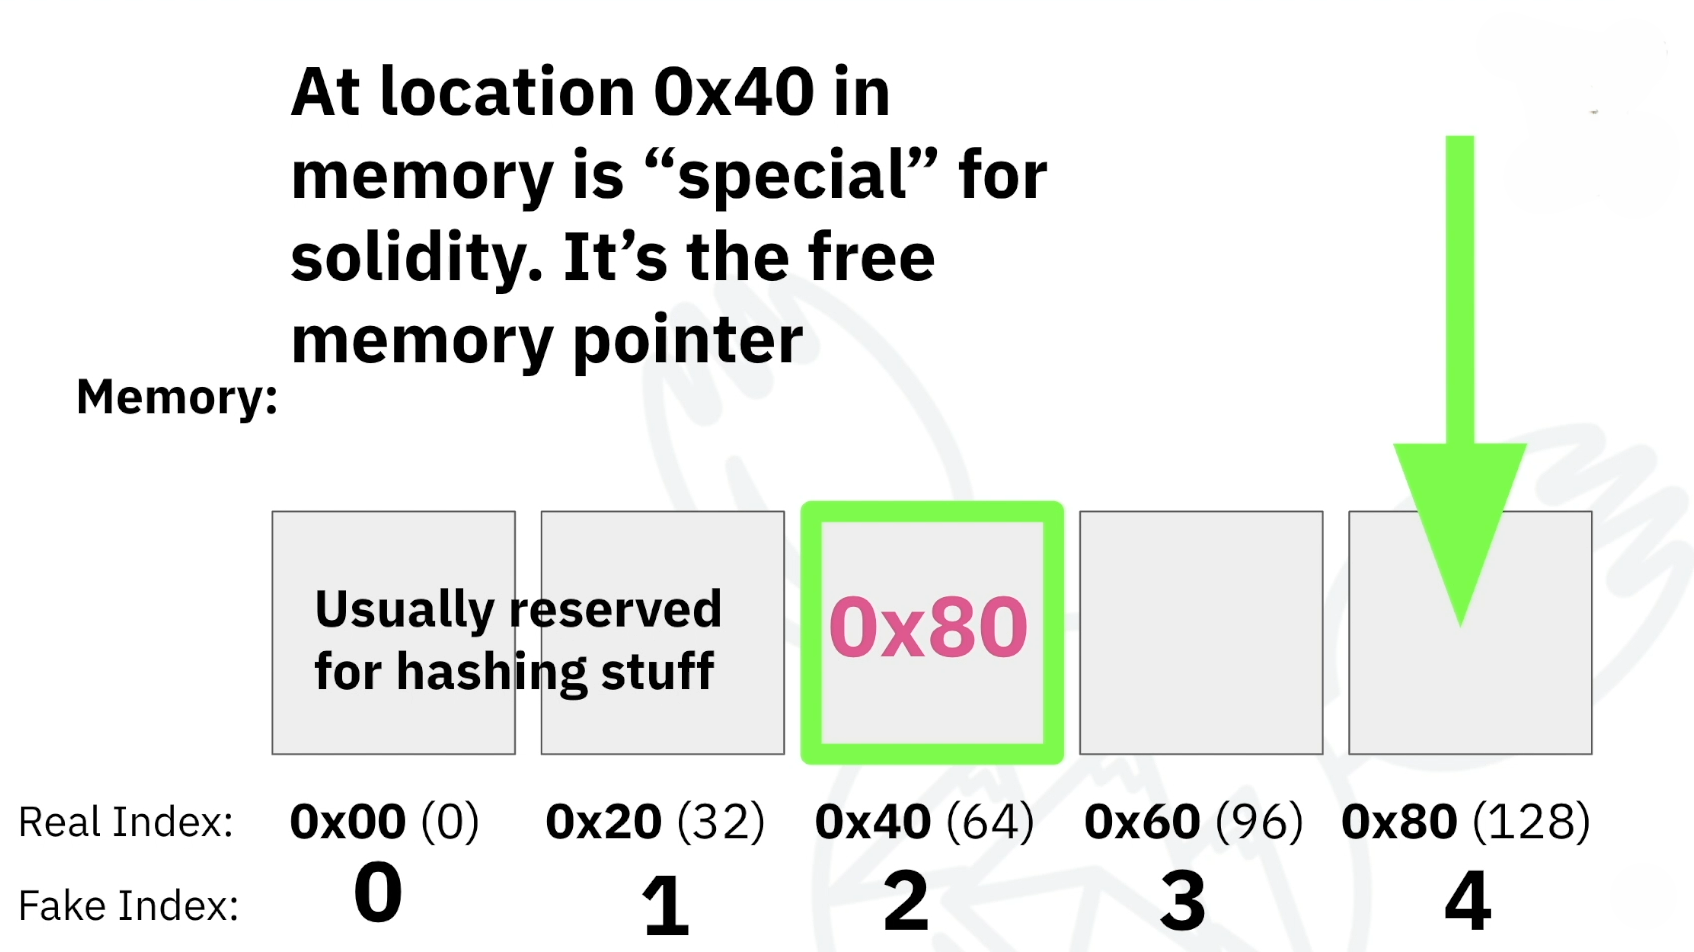 At location 0x40 in
memory is “special” for
solidity. It’s the free
memory pointer
Memory:
Usually reserved
for hashing stuff
0x80
Real Index: 0x00 (0) 0x20 (32) 0x40 (64) 0x60 (96) 0x80 (128)
Fake Index: 0 1 2 3 4